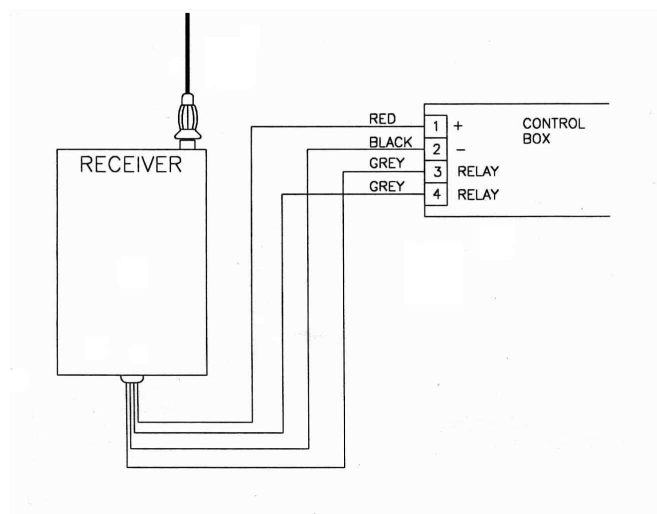 RECEIVER
RED
BLACK
GREY
GREY
1 +
2 −
3 RELAY
4 RELAY
CONTROL
BOX